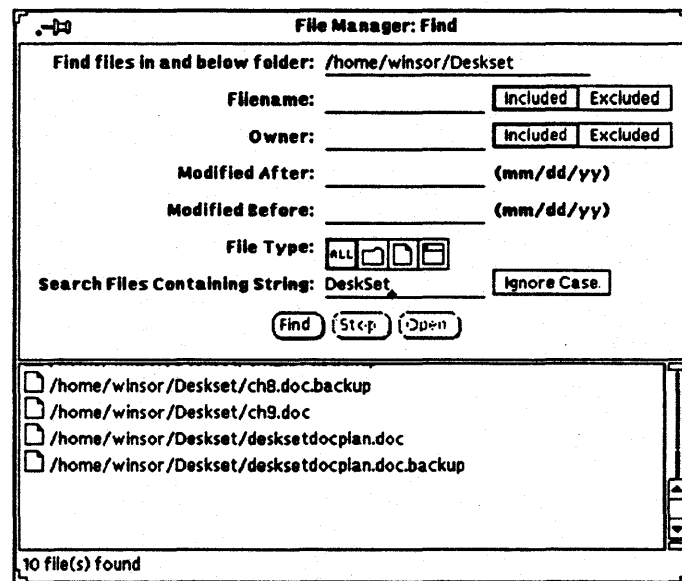 File Manager: Find
Find files in and below folder: /home/winsor/Deskset
Filename: Included Excluded
Owner: Included Excluded
Modified After: (mm/dd/yy)
Modified Before: (mm/dd/yy)
File Type: ALL
Search Files Containing String: DeskSet Ignore Case.
Find Stop Open
/home/winsor/Deskset/ch8.doc.backup
/home/winsor/Deskset/ch9.doc
/home/winsor/Deskset/desksetdocplan.doc
/home/winsor/Deskset/desksetdocplan.doc.backup
10 file(s) found